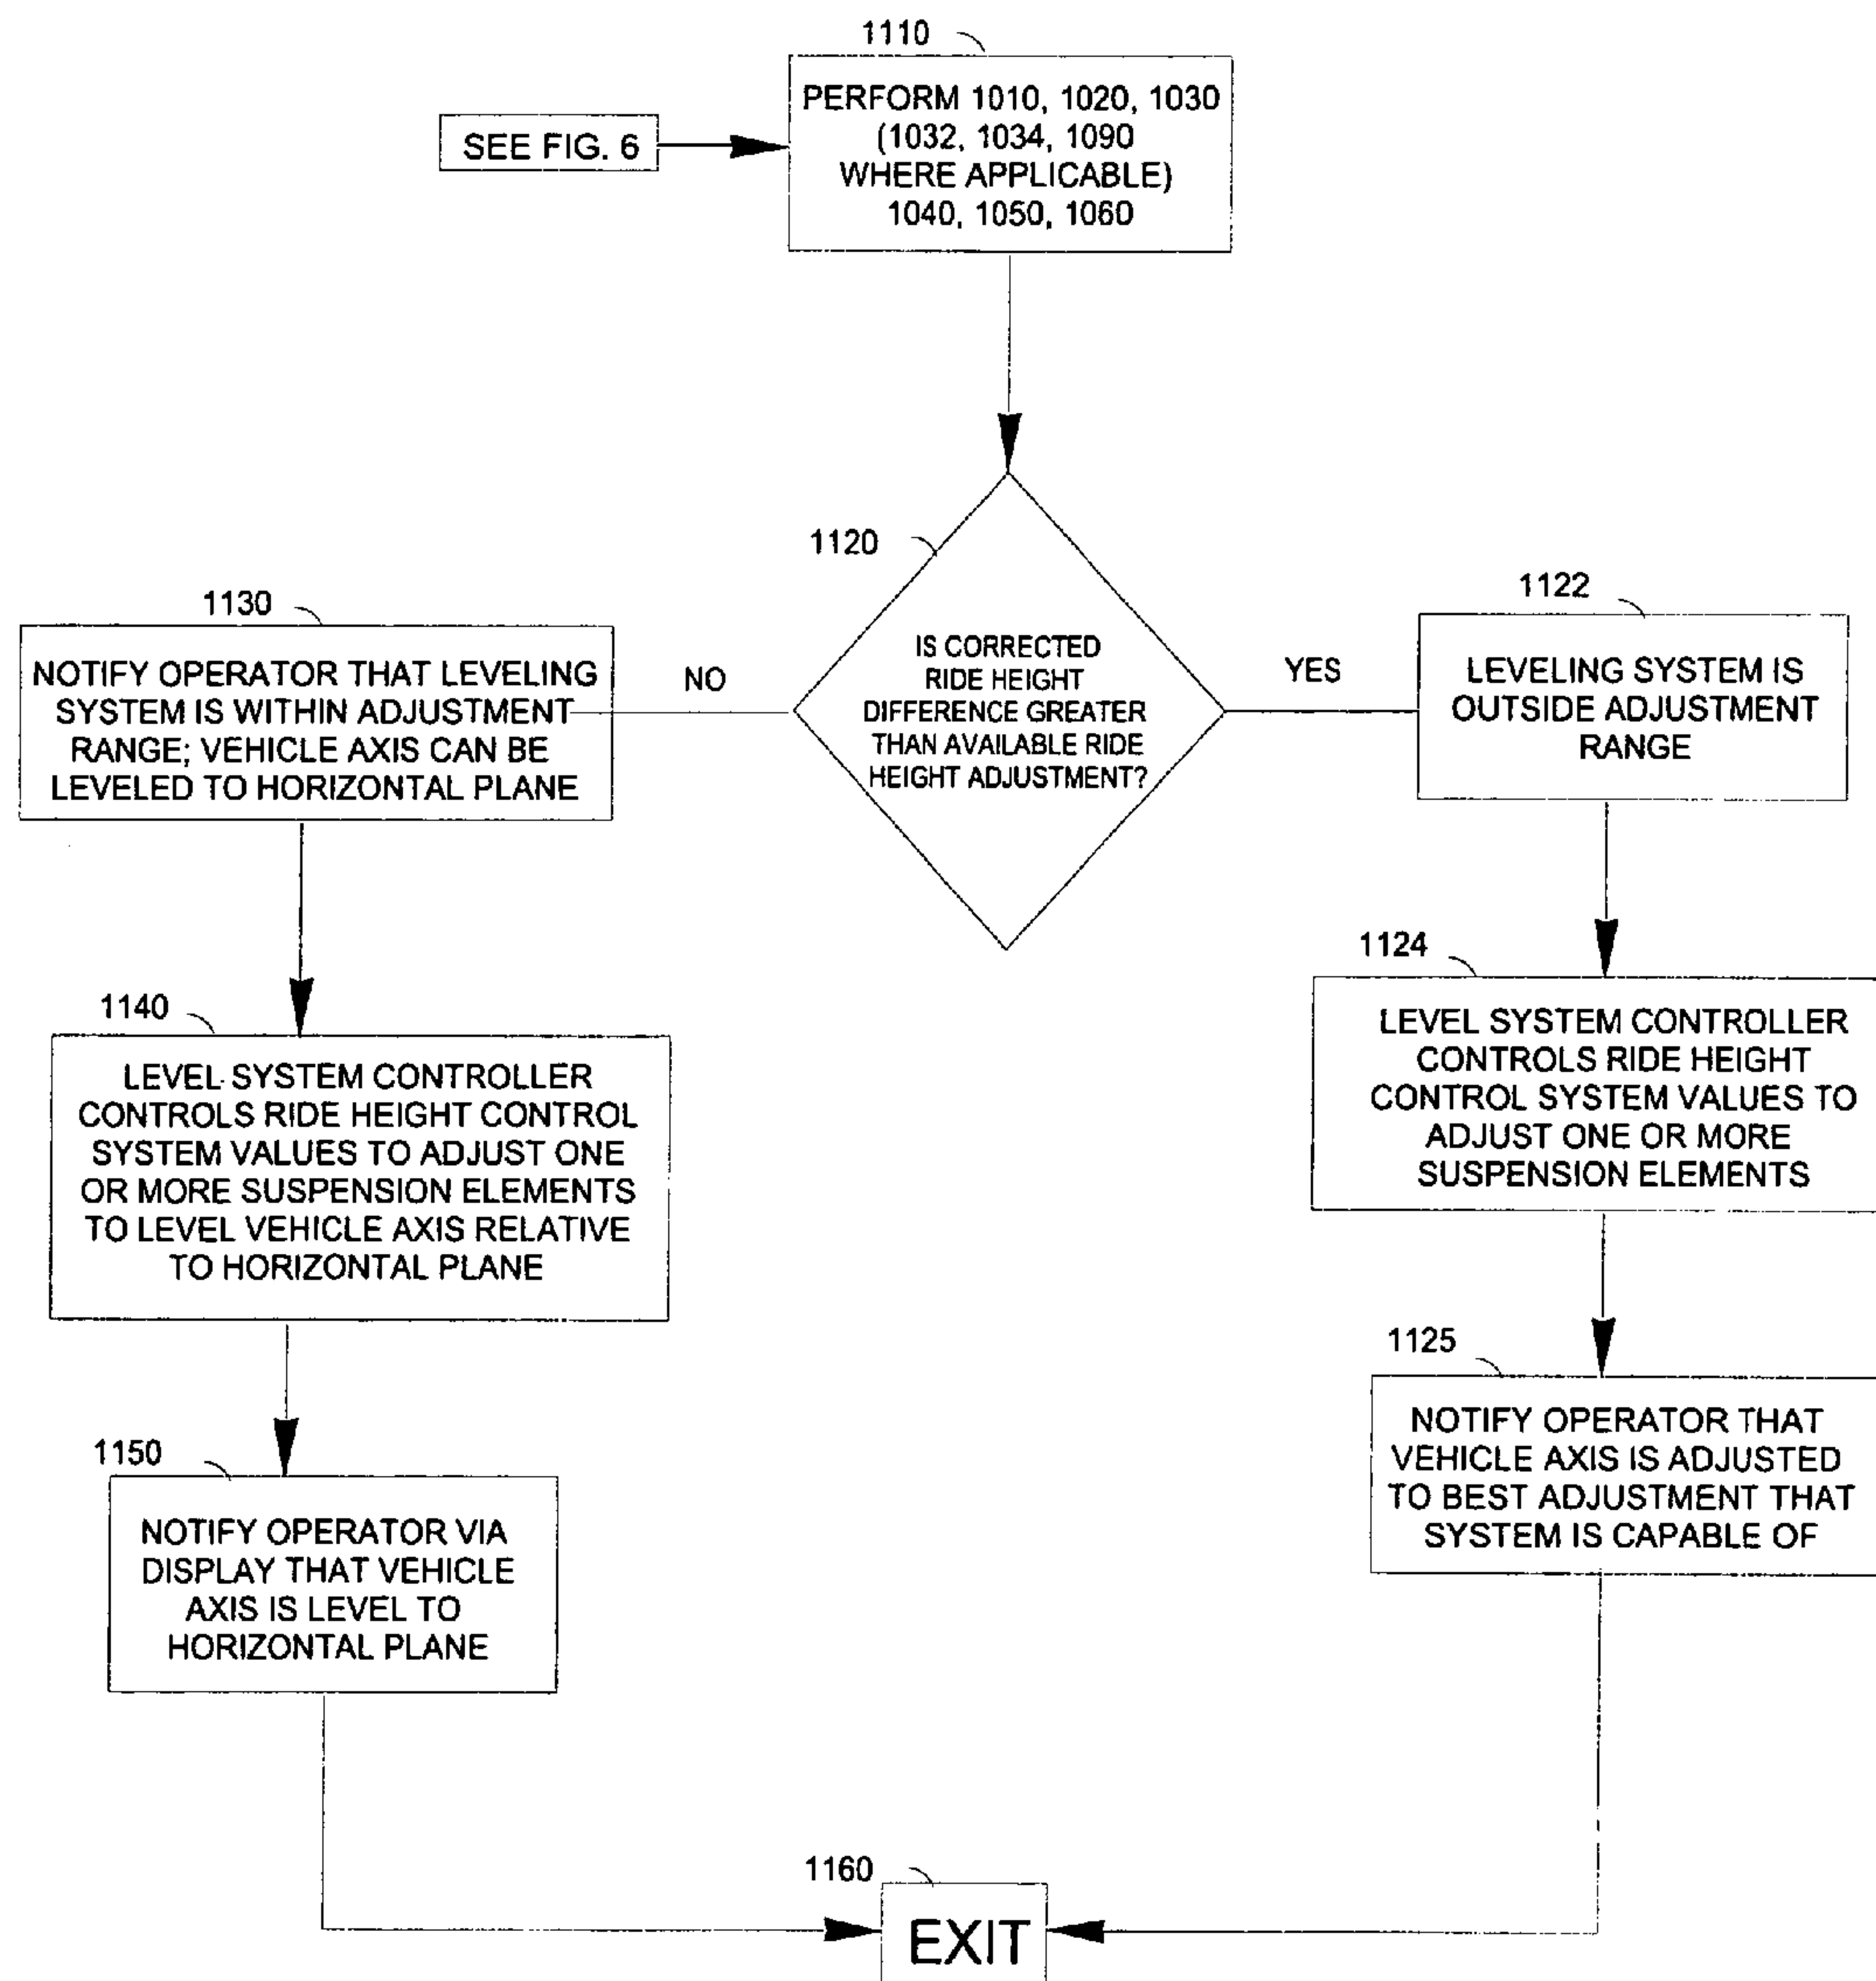 1110
PERFORM 1010, 1020, 1030
(1032, 1034, 1090
WHERE APPLICABLE)
1040, 1050, 1060
SEE FIG. 6
1120
IS CORRECTED
RIDE HEIGHT
DIFFERENCE GREATER
THAN AVAILABLE RIDE
HEIGHT ADJUSTMENT?
NO
YES
1130
NOTIFY OPERATOR THAT LEVELING
SYSTEM IS WITHIN ADJUSTMENT
RANGE; VEHICLE AXIS CAN BE
LEVELED TO HORIZONTAL PLANE
1122
LEVELING SYSTEM IS
OUTSIDE ADJUSTMENT
RANGE
1140
LEVEL SYSTEM CONTROLLER
CONTROLS RIDE HEIGHT CONTROL
SYSTEM VALUES TO ADJUST ONE
OR MORE SUSPENSION ELEMENTS
TO LEVEL VEHICLE AXIS RELATIVE
TO HORIZONTAL PLANE
1124
LEVEL SYSTEM CONTROLLER
CONTROLS RIDE HEIGHT
CONTROL SYSTEM VALUES TO
ADJUST ONE OR MORE
SUSPENSION ELEMENTS
1150
NOTIFY OPERATOR VIA
DISPLAY THAT VEHICLE
AXIS IS LEVEL TO
HORIZONTAL PLANE
1125
NOTIFY OPERATOR THAT
VEHICLE AXIS IS ADJUSTED
TO BEST ADJUSTMENT THAT
SYSTEM IS CAPABLE OF
1160
EXIT